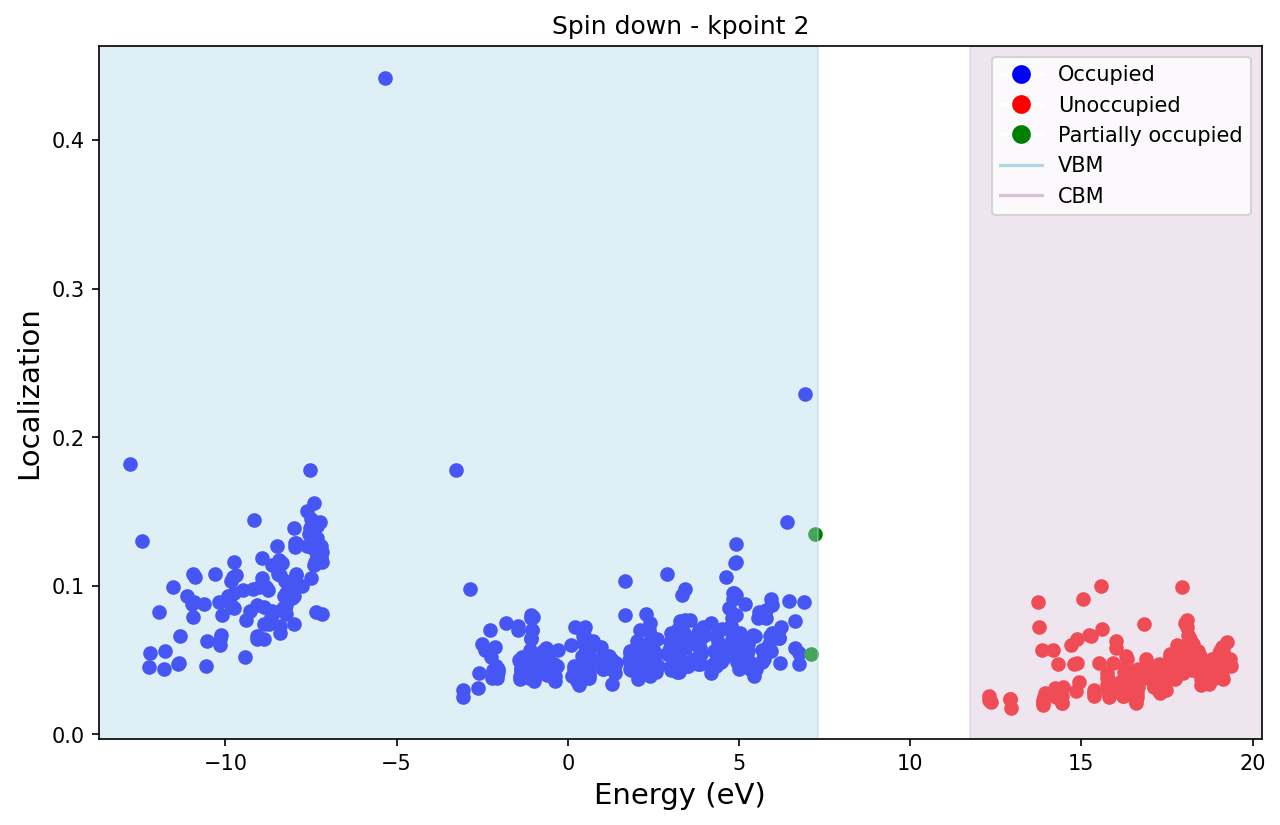 Spin down - kpoint 2
Localization
0.4
0.3
0.2
0.1
0.0
Occupied
Unoccupied
Partially occupied
VBM
CBM
−10
−5
0
5
10
15
20
Energy (eV)